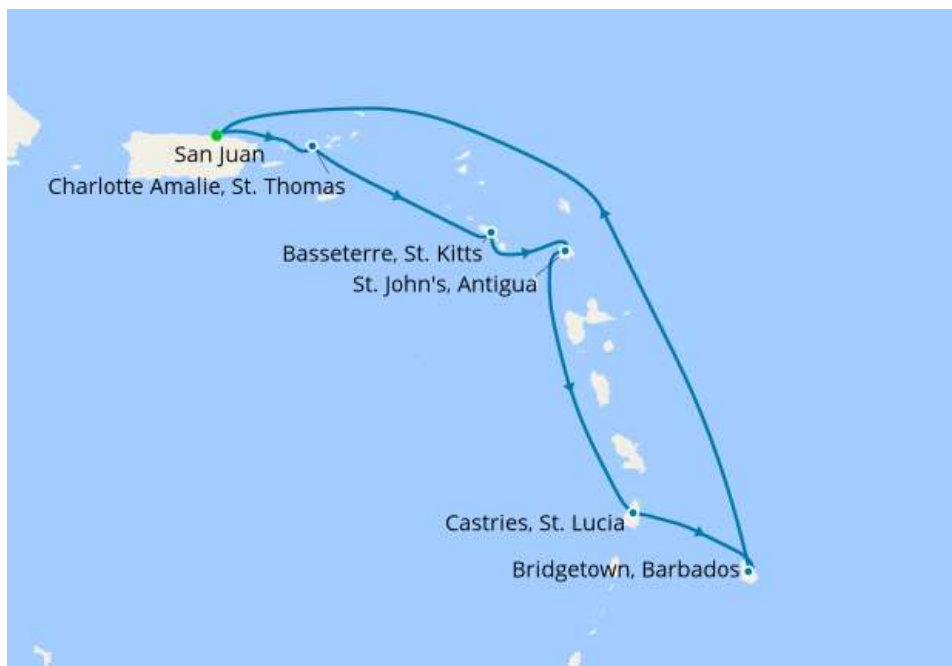 San Juan
Charlotte Amalie, St. Thomas
Basseterre, St. Kitts
St. John's, Antigua
Castries, St. Lucia
Bridgetown, Barbados